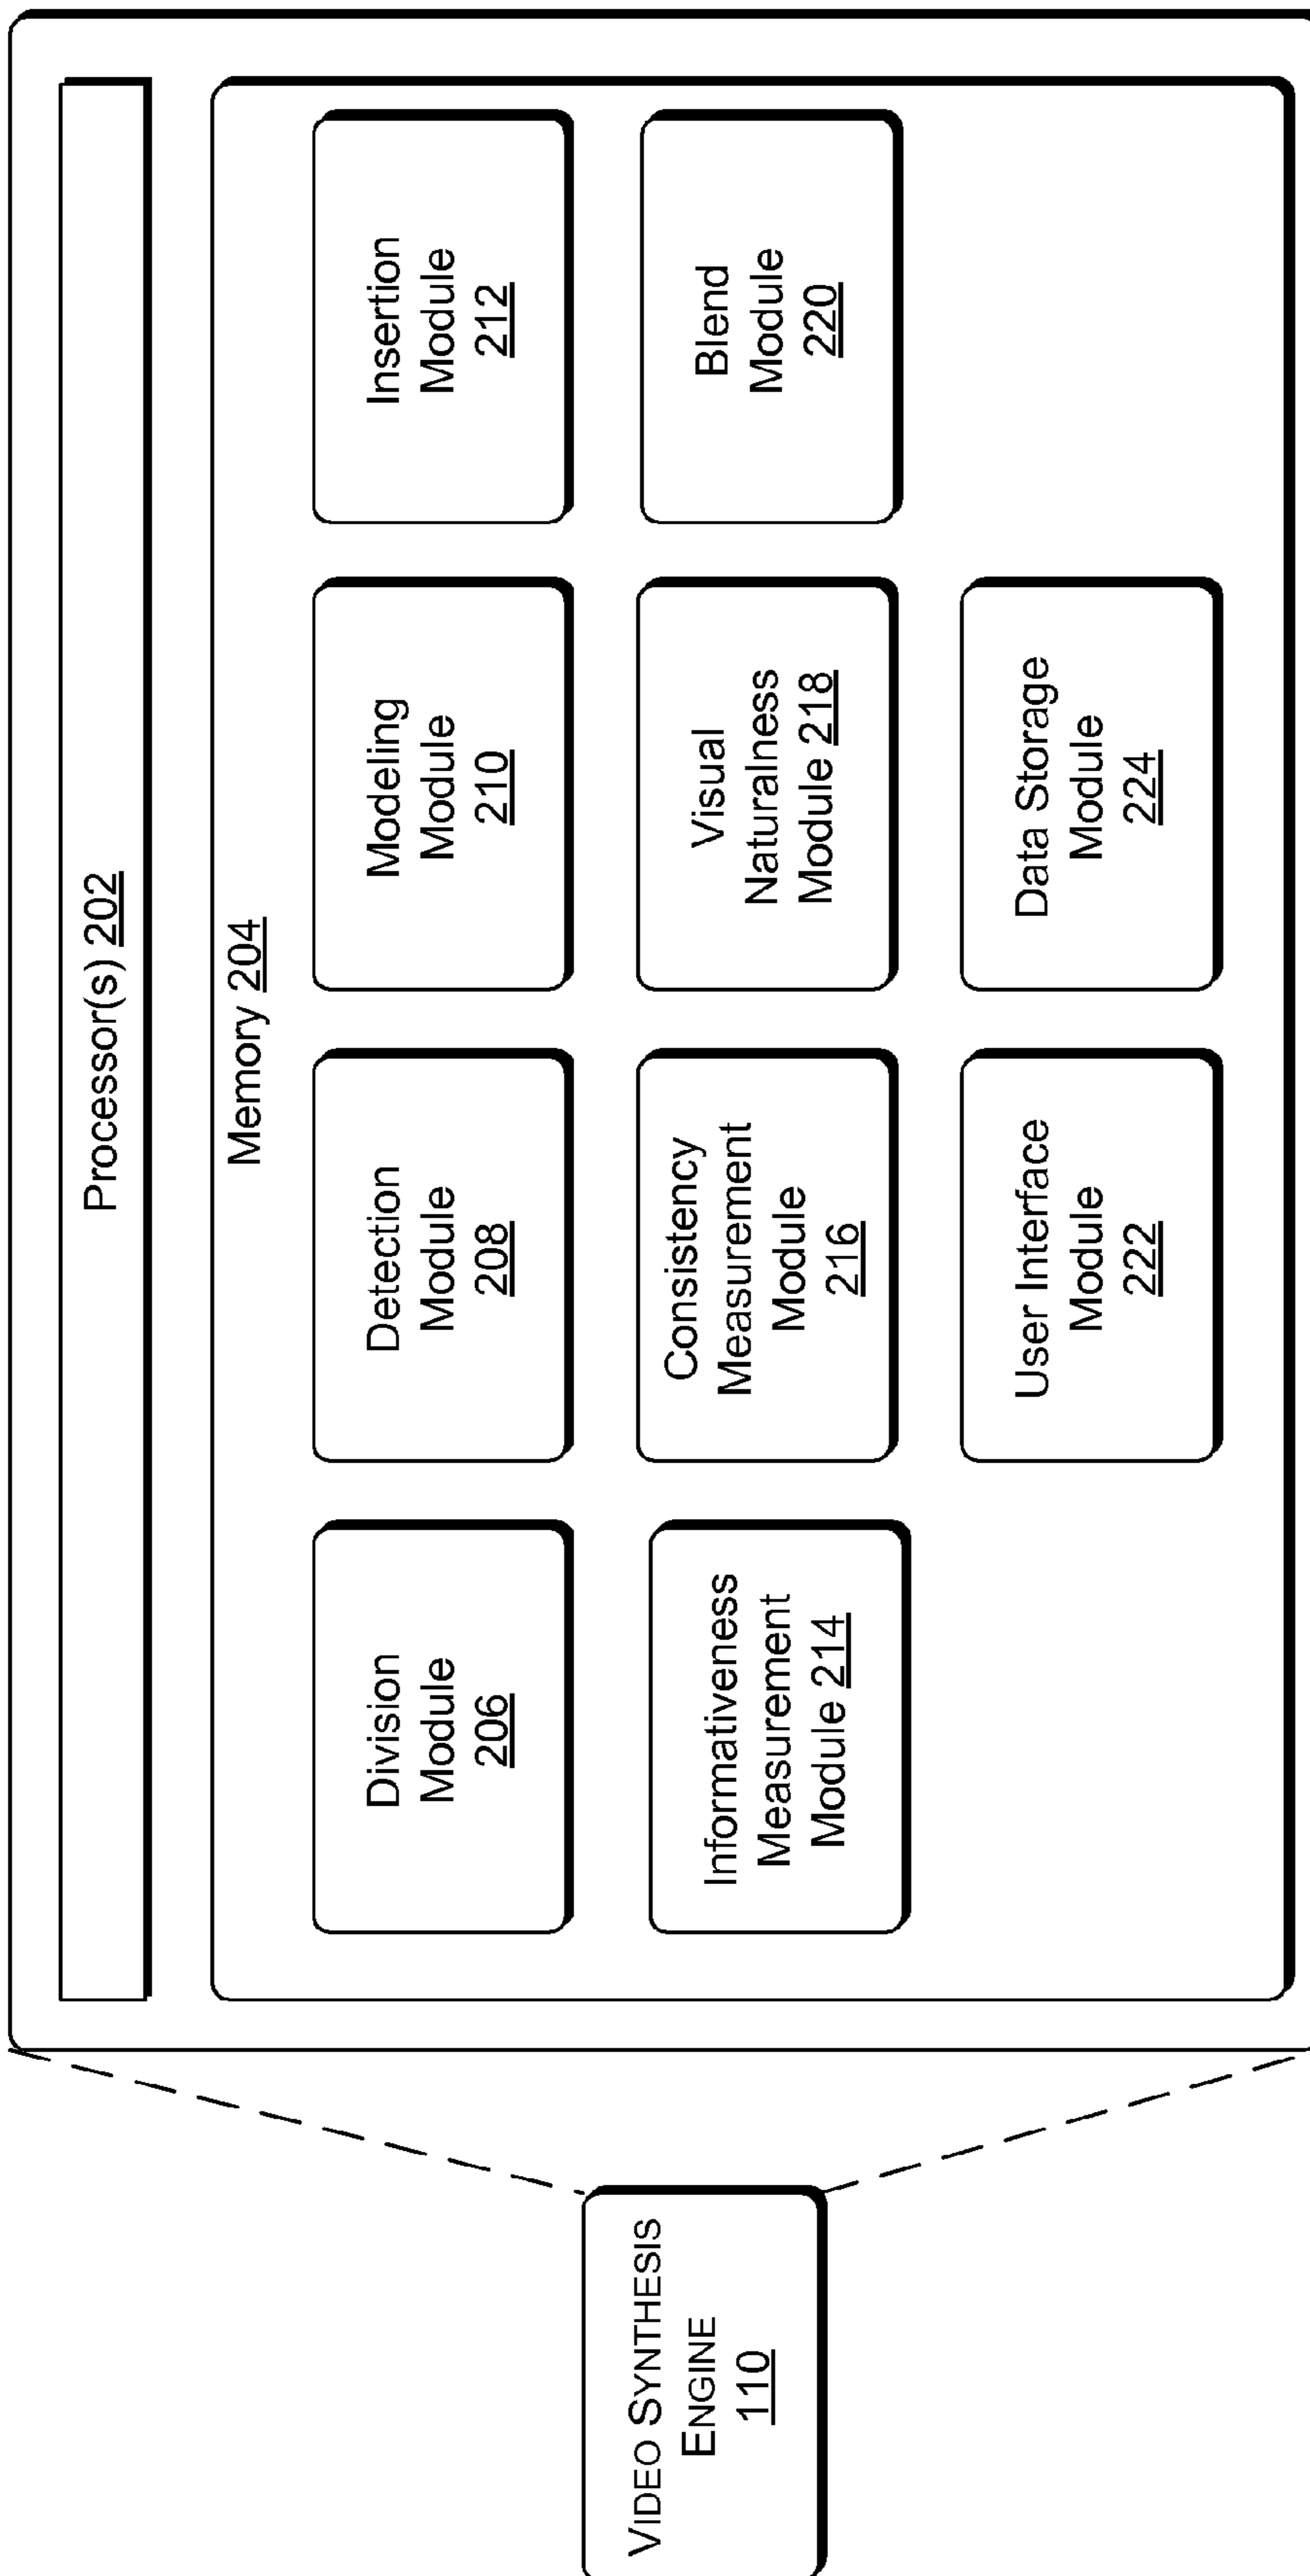 VIDEO SYNTHESIS
ENGINE
110
Processor(s) 202
Memory 204
Division
Module
206
Detection
Module
208
Modeling
Module
210
Insertion
Module
212
Informativeness
Measurement
Module 214
Consistency
Measurement
Module
216
Visual
Naturalness
Module 218
Blend
Module
220
User Interface
Module
222
Data Storage
Module
224